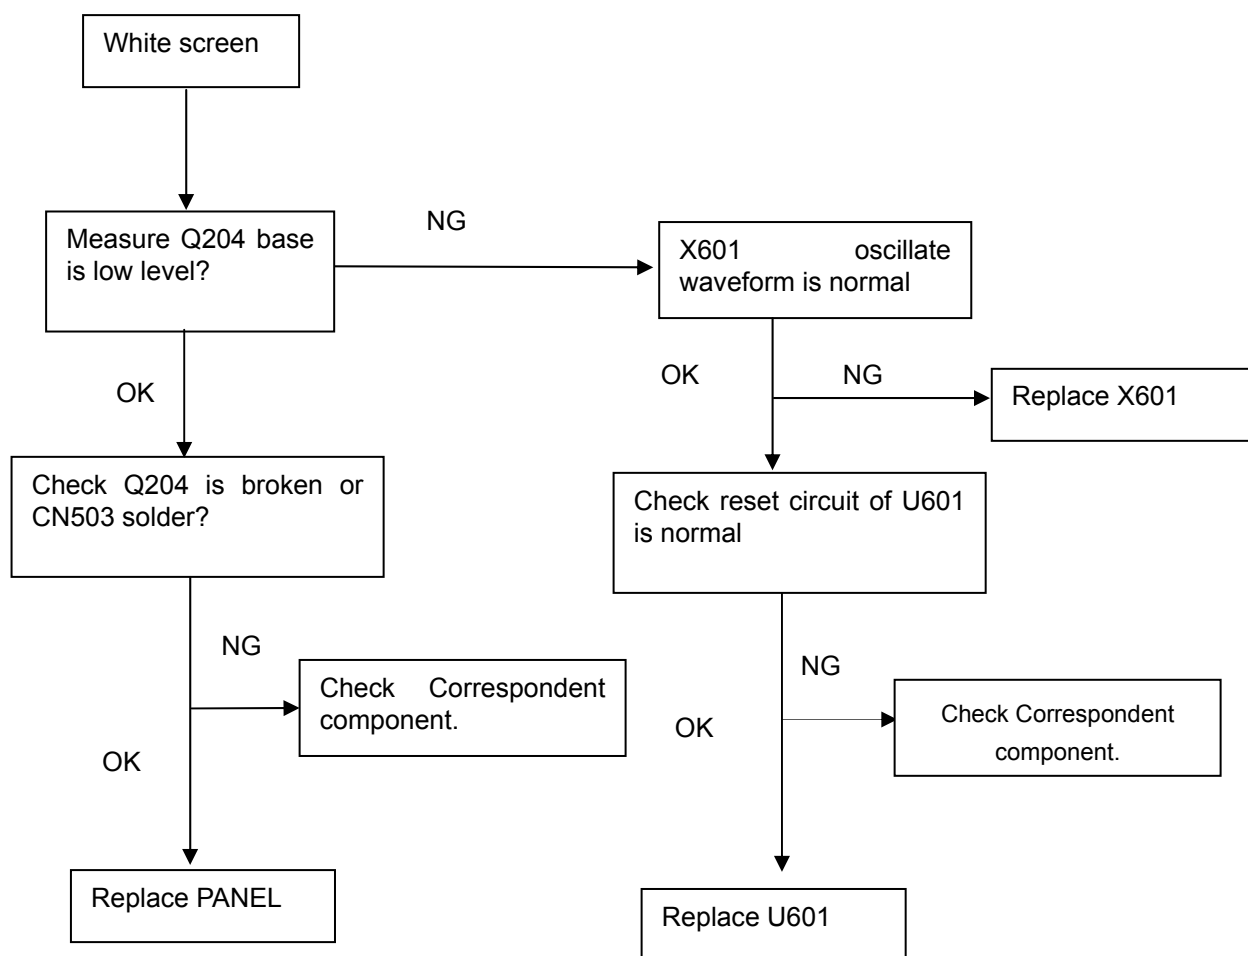 White screen
Measure Q204 base
is low level?
NG
X601 oscillate
waveform is normal
OK
OK
NG
Replace X601
Check Q204 is broken or
CN503 solder?
Check reset circuit of U601
is normal
NG
Check Correspondent
component.
OK
NG
Check Correspondent
component.
OK
Replace PANEL
Replace U601